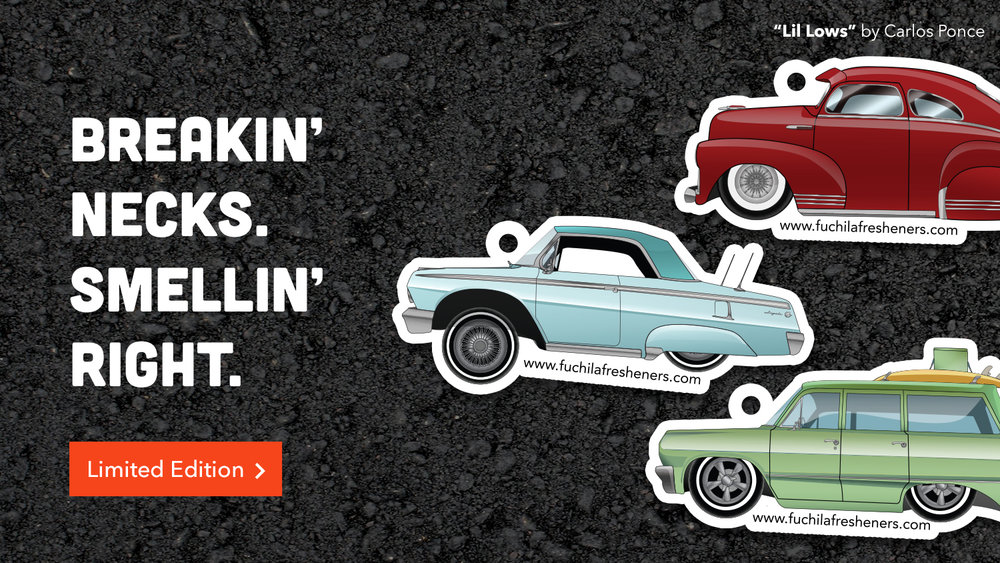 “Lil Lows” by Carlos Ponce
BREAKIN’
NECKS.
SMELLIN’
RIGHT.
Limited Edition
www.fuchilafresheners.com
www.fuchilafresheners.com
www.fuchilafresheners.com